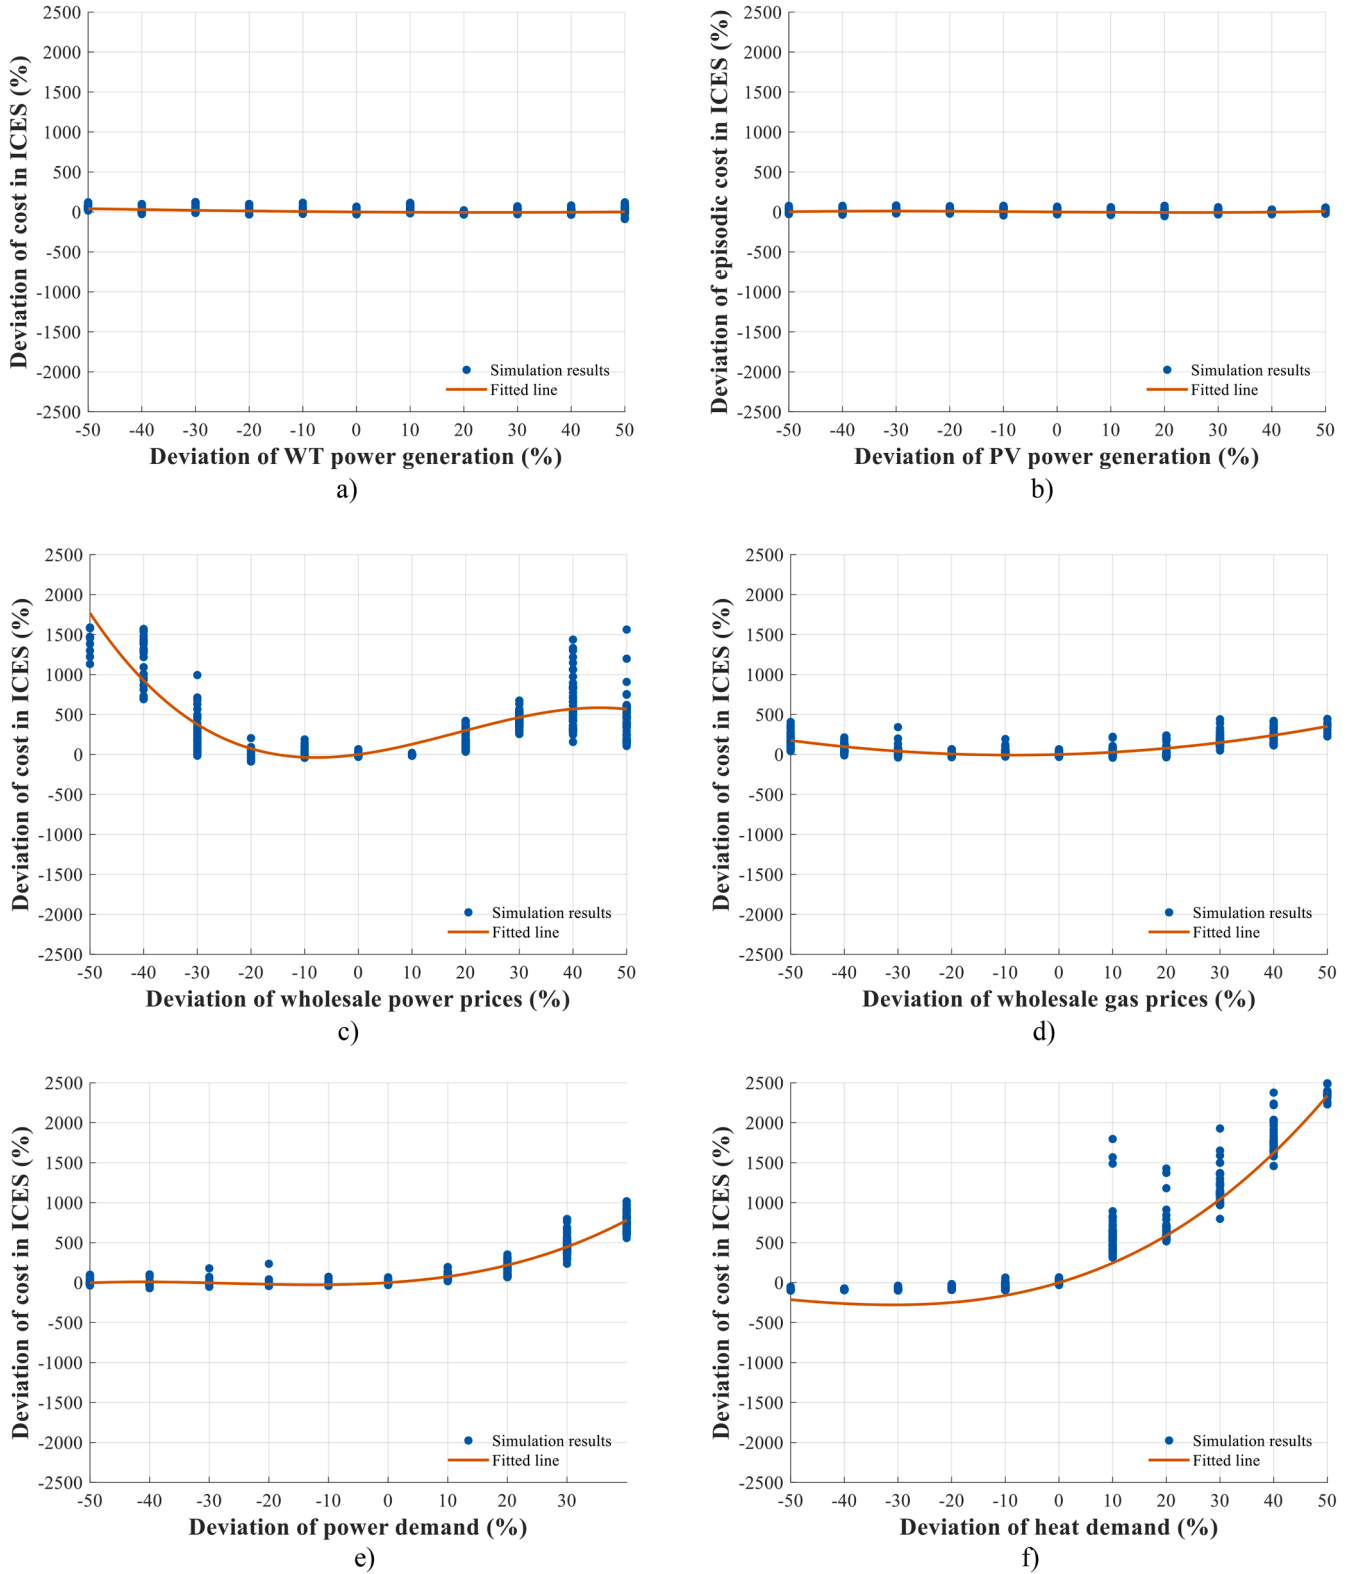 Deviation of cost in ICES (%)
2500
2000
1500
1000
500
0
-500
-1000
-1500
-2000
-2500
Simulation results
Fitted line
-50 -40 -30 -20 -10 0 10 20 30 40 50
Deviation of WT power generation (%)
a)
Deviation of episodic cost in ICES (%)
2500
2000
1500
1000
500
0
-500
-1000
-1500
-2000
-2500
Simulation results
Fitted line
-50 -40 -30 -20 -10 0 10 20 30 40 50
Deviation of PV power generation (%)
b)
Deviation of cost in ICES (%)
2500
2000
1500
1000
500
0
-500
-1000
-1500
-2000
-2500
Simulation results
Fitted line
-50 -40 -30 -20 -10 0 10 20 30 40 50
Deviation of wholesale power prices (%)
c)
Deviation of cost in ICES (%)
2500
2000
1500
1000
500
0
-500
-1000
-1500
-2000
-2500
Simulation results
Fitted line
-50 -40 -30 -20 -10 0 10 20 30 40 50
Deviation of wholesale gas prices (%)
d)
Deviation of cost in ICES (%)
2500
2000
1500
1000
500
0
-500
-1000
-1500
-2000
-2500
Simulation results
Fitted line
-50 -40 -30 -20 -10 0 10 20 30
Deviation of power demand (%)
e)
Deviation of cost in ICES (%)
2500
2000
1500
1000
500
0
-500
-1000
-1500
-2000
-2500
Simulation results
Fitted line
-50 -40 -30 -20 -10 0 10 20 30 40 50
Deviation of heat demand (%)
f)